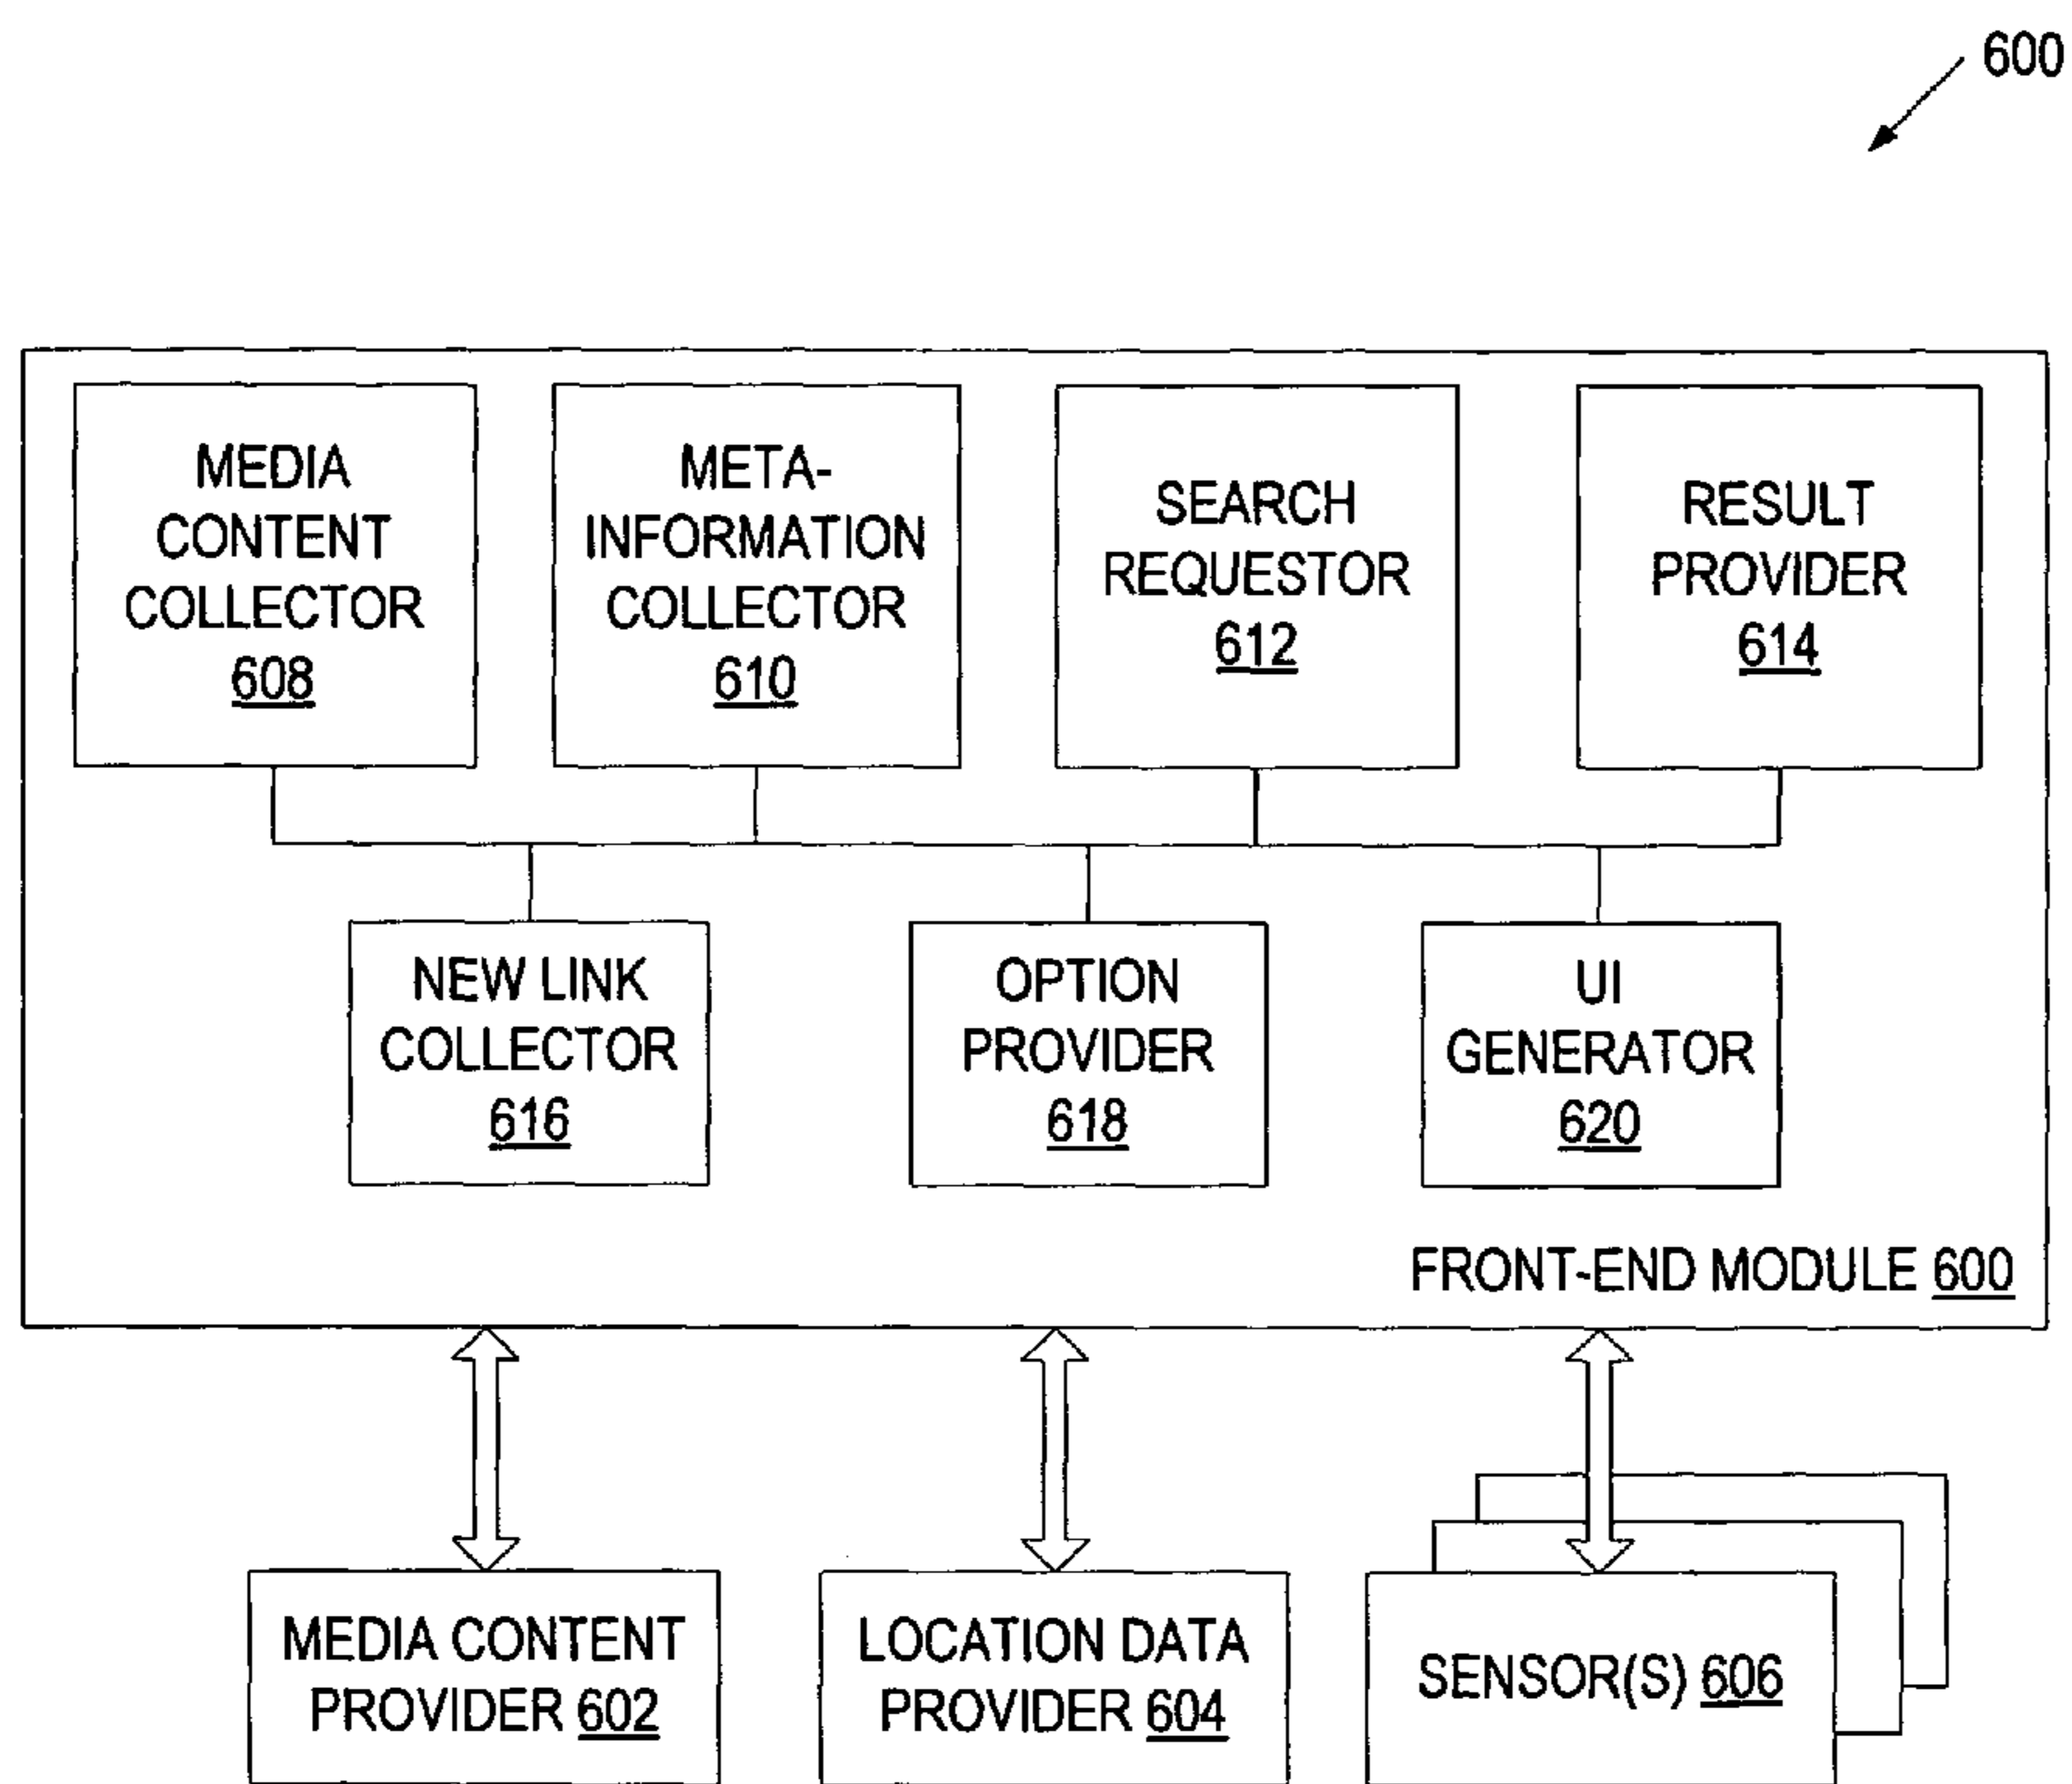 600
MEDIA
CONTENT
COLLECTOR
608
META-
INFORMATION
COLLECTOR
610
SEARCH
REQUESTOR
612
RESULT
PROVIDER
614
NEW LINK
COLLECTOR
616
OPTION
PROVIDER
618
UI
GENERATOR
620
FRONT-END MODULE 600
MEDIA CONTENT
PROVIDER 602
LOCATION DATA
PROVIDER 604
SENSOR(S) 606